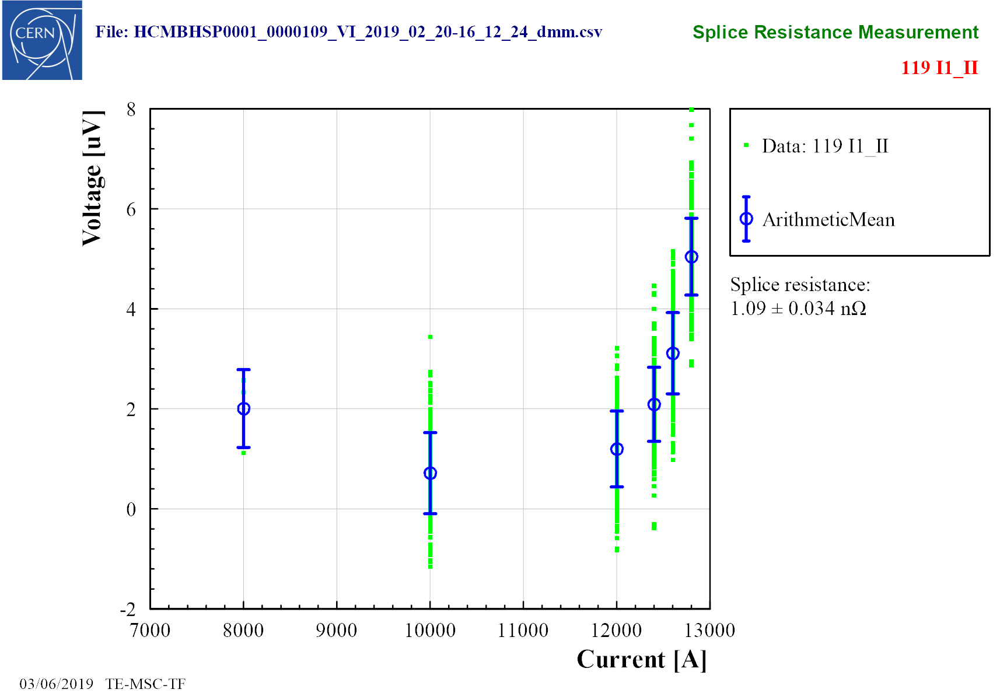 CERN
File: HCMBHSP0001_0000109_VI_2019_02_20-16_12_24_dmm.csv
Splice Resistance Measurement
119 I1_II
Voltage [uV]
8
6
4
2
0
-2
7000 8000 9000 10000 11000 12000 13000
Current [A]
Data: 119 I1_II
ArithmeticMean
Splice resistance:
1.09 ± 0.034 nΩ
03/06/2019 TE-MSC-TF